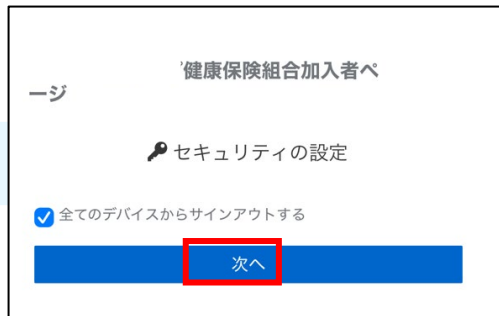 健康保険組合加入者ペ
ージ
セキュリティの設定
全てのデバイスからサインアウトする
次へ